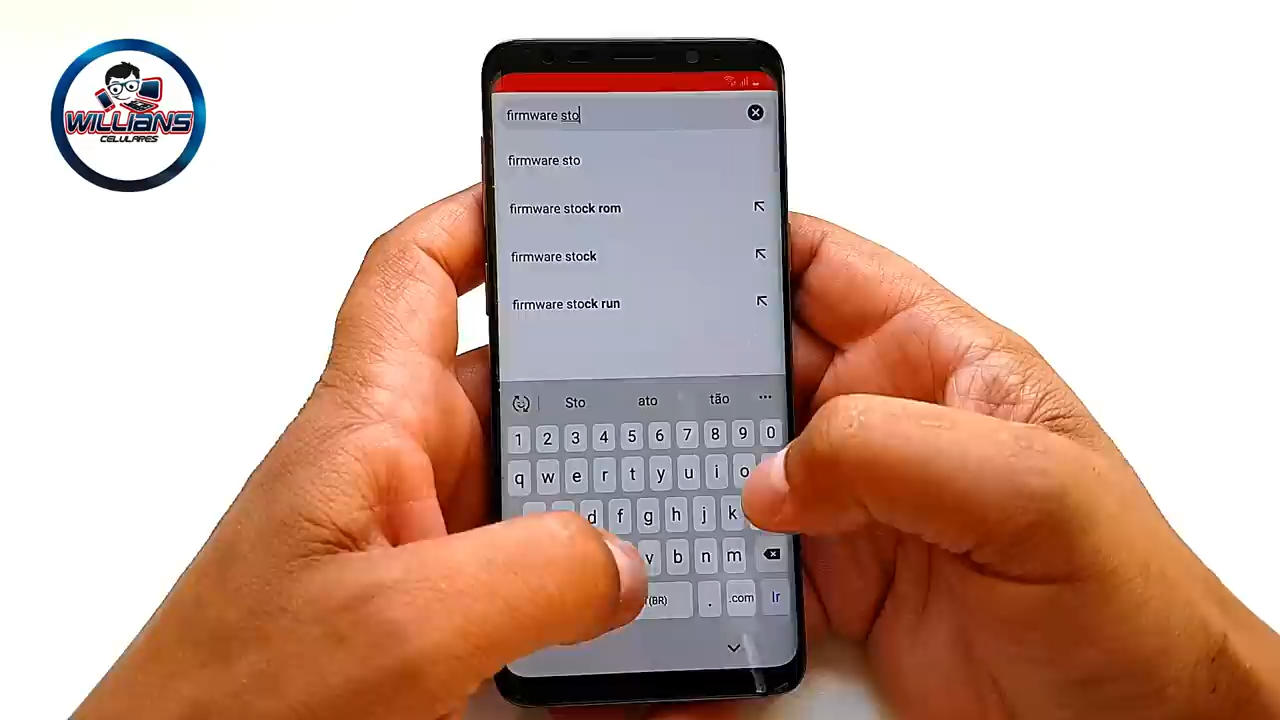 WILLIANS
CELULARES
firmware sto
firmware sto
firmware stock rom
firmware stock
firmware stock run
Sto ato tão
1 2 3 4 5 6 7 8 9 0
q w e r t y u i o
d f g h j k
v b n m
(BR) . .com Ir